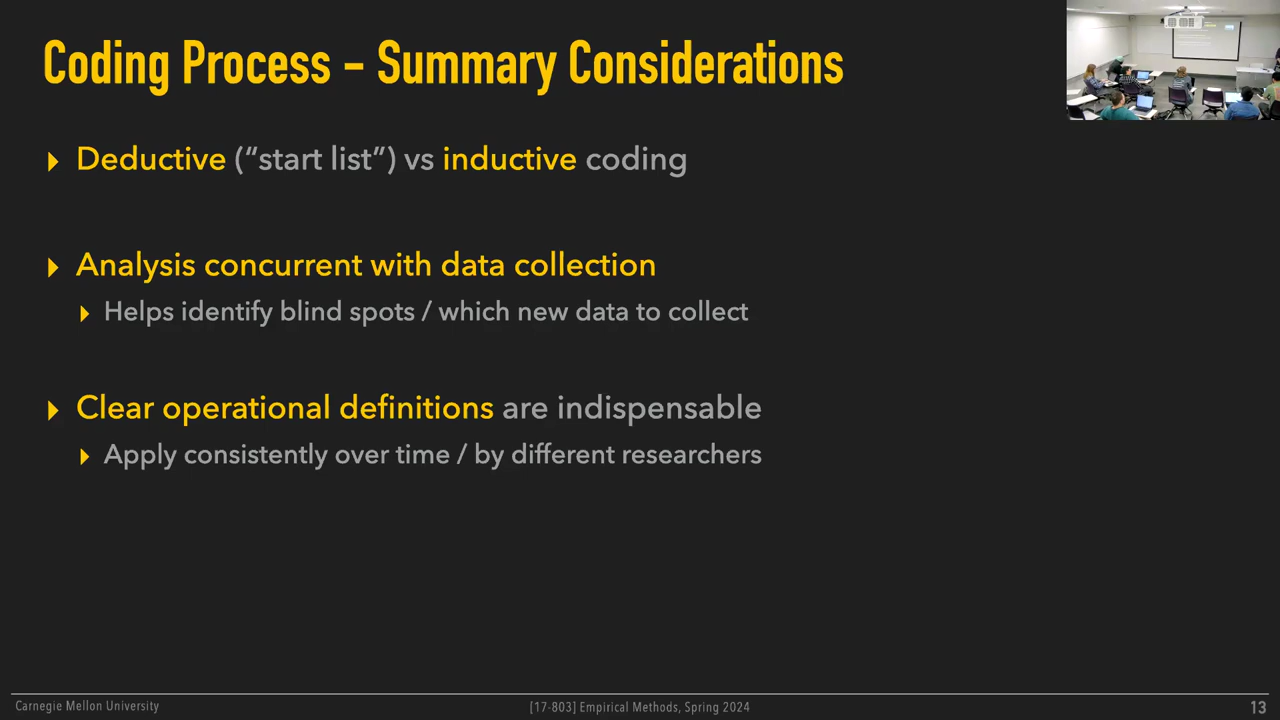 Coding Process – Summary Considerations
Deductive (“start list”) vs inductive coding
Analysis concurrent with data collection
Helps identify blind spots / which new data to collect
Clear operational definitions are indispensable
Apply consistently over time / by different researchers
Carnegie Mellon University
[17-803] Empirical Methods, Spring 2024
13